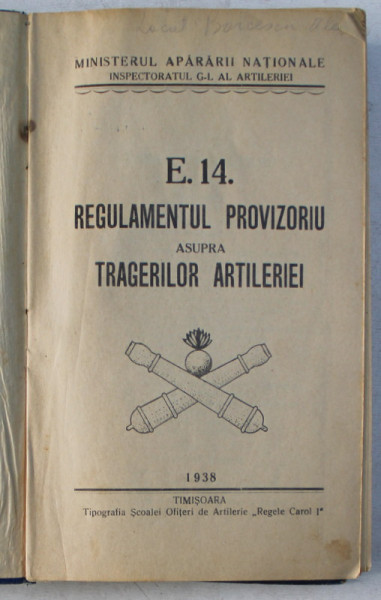 MINISTERUL APĂRĂRII NAȚIONALE
INSPECTORATUL G-L AL ARTILERIEI
E. 14.
REGULAMENTUL PROVIZORIU
ASUPRA
TRAGERILOR ARTILERIEI
1938
TIMIȘOARA
Tipografia Școalei Ofițeri de Artilerie „Regele Carol I"